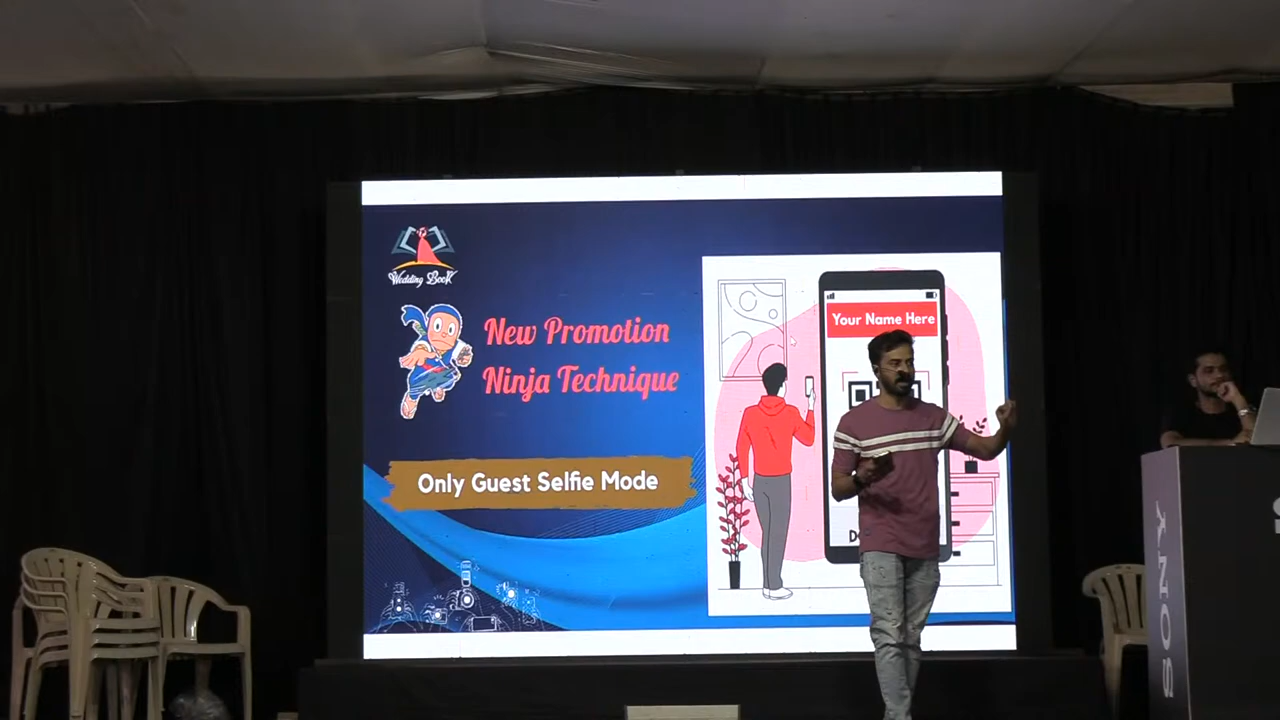 Wedding Book
New Promotion
Ninja Technique
Only Guest Selfie Mode
Your Name Here
SONY